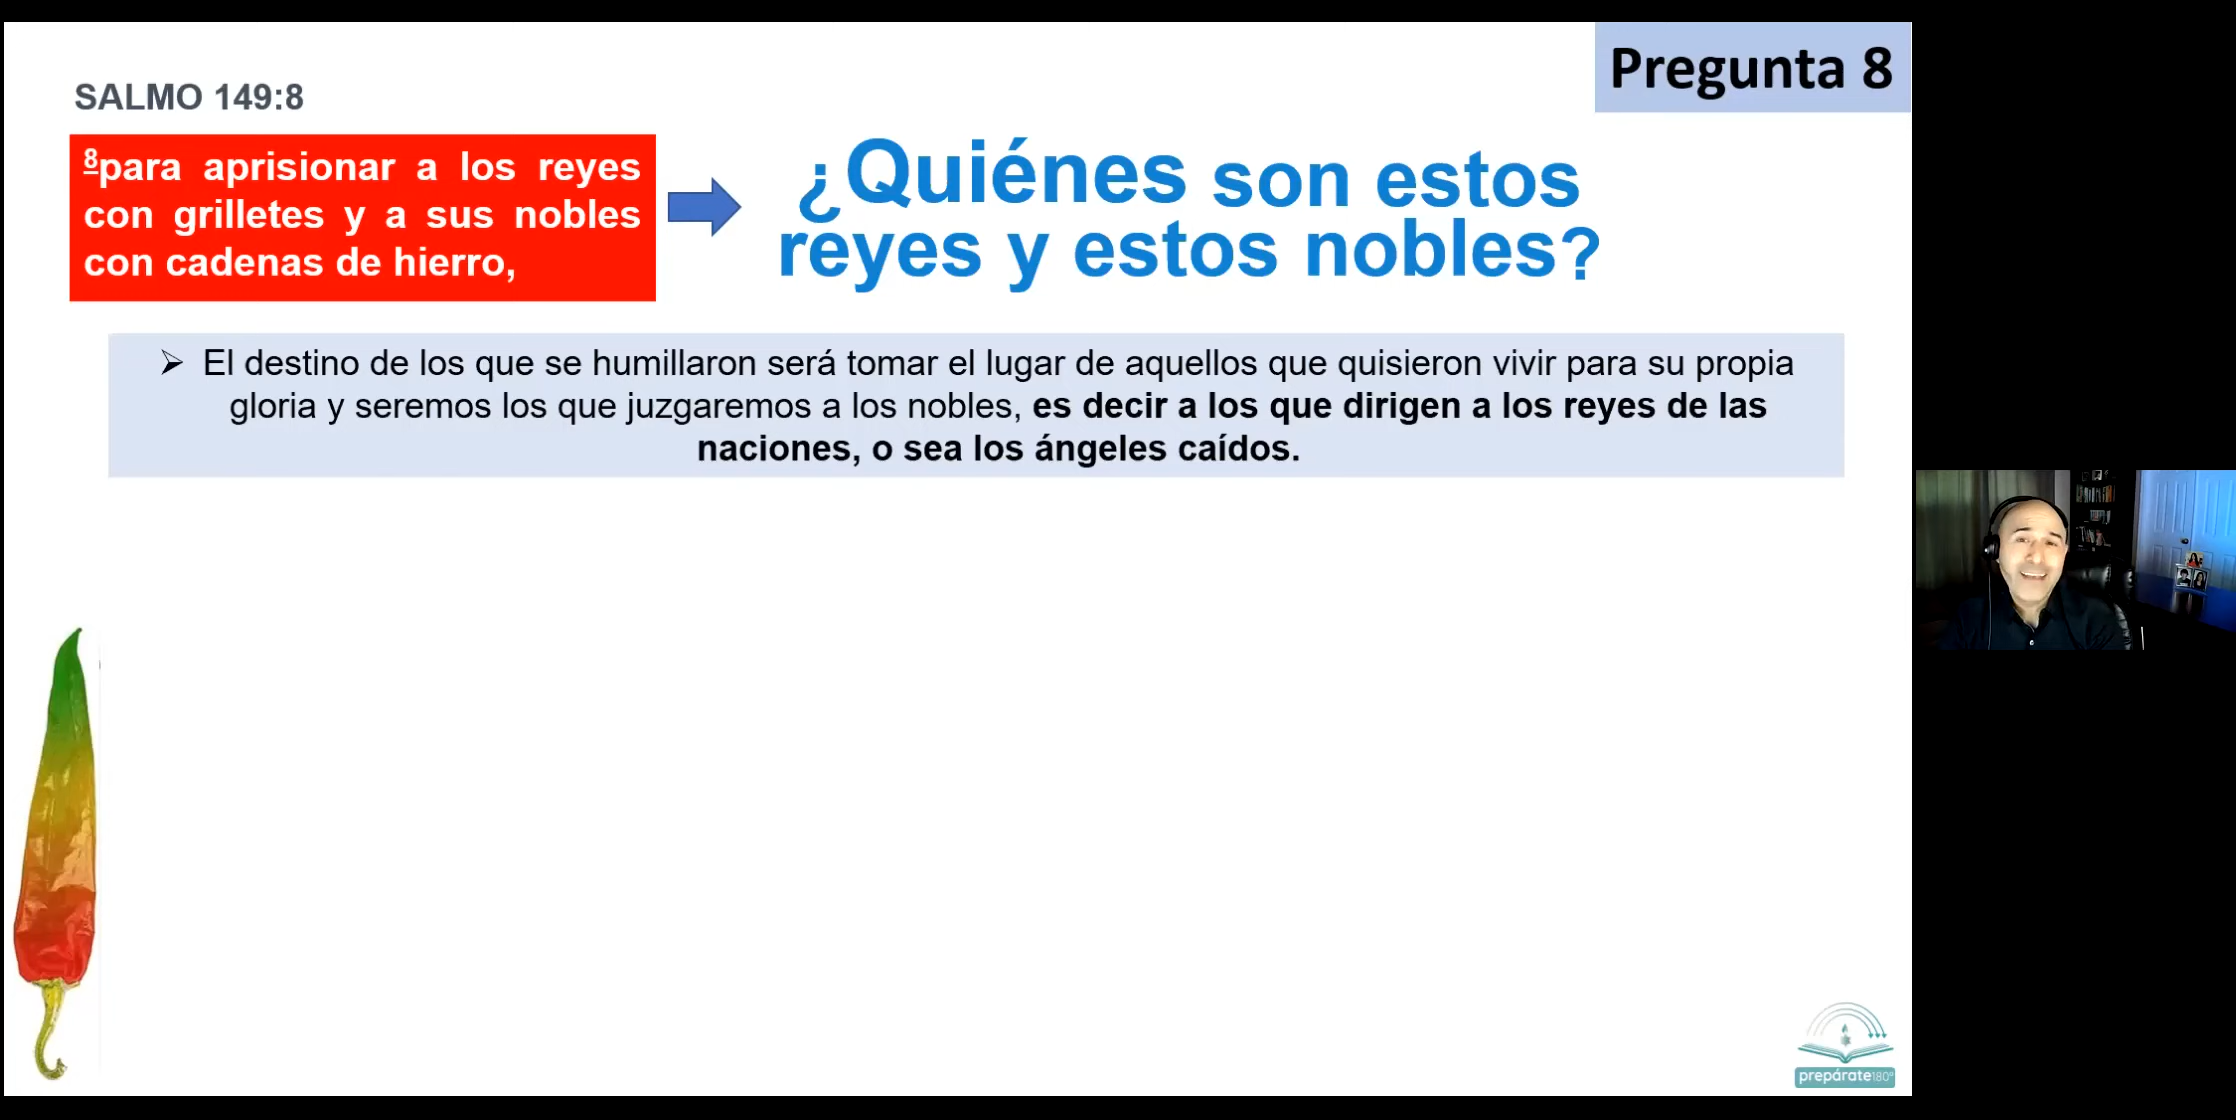 Pregunta 8
SALMO 149:8
8para aprisionar a los reyes
con grilletes y a sus nobles
con cadenas de hierro,
¿Quiénes son estos
reyes y estos nobles?
➢ El destino de los que se humillaron será tomar el lugar de aquellos que quisieron vivir para su propia
gloria y seremos los que juzgaremos a los nobles, es decir a los que dirigen a los reyes de las
naciones, o sea los ángeles caídos.
prepárate180º